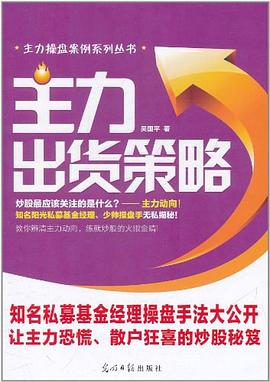 ★主力操盘案例系列丛书★
主力
吴国平 著
出货策略
炒股最应该关注的是什么？——主力动向！
知名阳光私募基金经理、少帅操盘手无私揭秘！
教你辨清主力动向，练就炒股的火眼金睛！
知名私募基金经理操盘手法大公开
让主力恐慌、散户狂喜的炒股秘笈
光明日报出版社